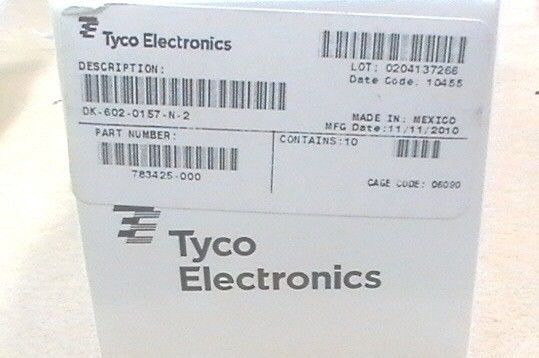 Tyco Electronics
DESCRIPTION:
DK-602-0157-N-2
LOT: 0204137266
Date Code: 10455
MADE IN: MEXICO
MFG Date:11/11/2010
PART NUMBER:
783425-000
CONTAINS:10
CAGE CODE: 06090
Tyco
Electronics